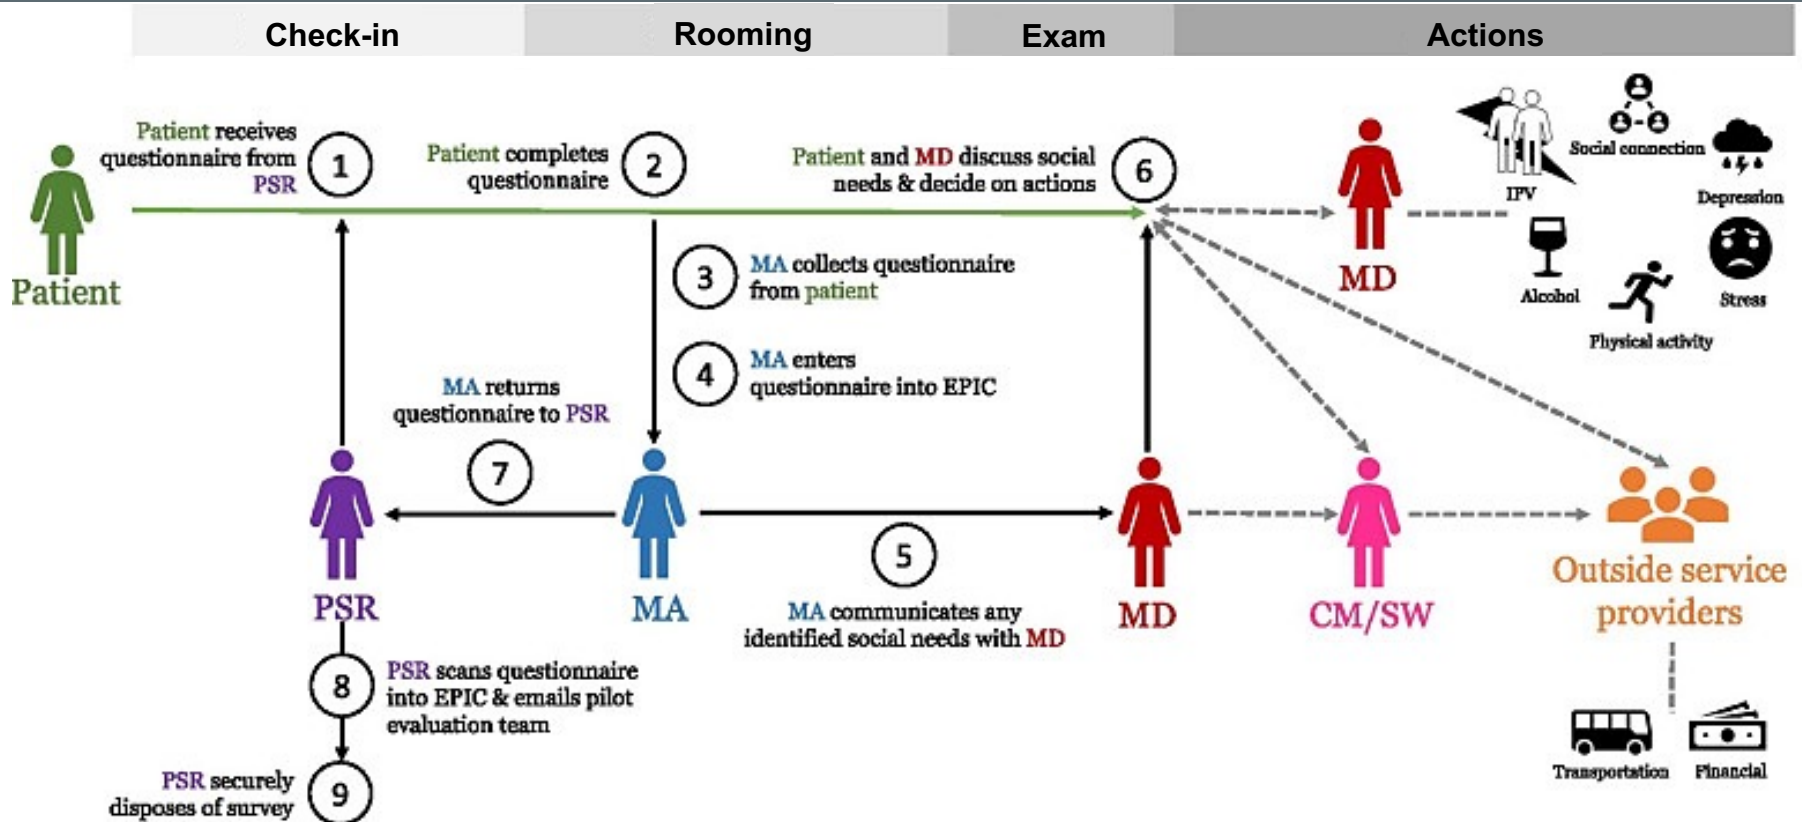 Check-in
Rooming
Exam
Actions
Patient receives
questionnaire from
PSR
1
Patient completes
questionnaire
2
Patient and MD discuss social
needs & decide on actions
6
Patient
MD
IPV
Social connection
Depression
Alcohol
Stress
Physical activity
3
MA collects questionnaire
from patient
4
MA enters
questionnaire into EPIC
MA returns
questionnaire to PSR
7
5
MA communicates any
identified social needs with MD
PSR
MA
MD
CM/SW
Outside service
providers
8
PSR scans questionnaire
into EPIC & emails pilot
evaluation team
PSR securely
disposes of survey
9
Transportation
Financial